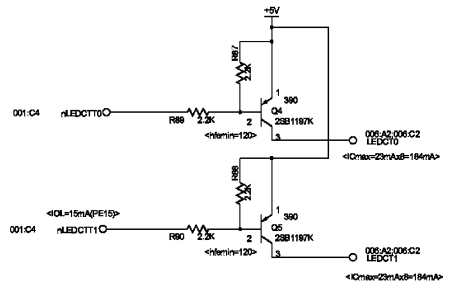 +5V
R87
2.2K
1
390
Q4
2SB1197K
001:C4
nLEDCTT0
R89
2.2K
2
3
<hfemin=120>
006:A2;006:C2
LEDCT0
<ICmax=23mAx8=184mA>
R88
2.2K
1
390
Q5
2SB1197K
<IOL=15mA(PE15)>
001:C4
nLEDCTT1
R90
2.2K
2
3
<hfemin=120>
006:A2;006:C2
LEDCT1
<ICmax=23mAx8=184mA>